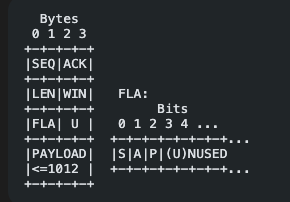 Bytes
 0 1 2 3
+-+-+-+-+
|SEQ|ACK|
+-+-+-+-+
|LEN|WIN|   FLA:
+-+-+-+-+        Bits
|FLA| U |   0 1 2 3 4 ...
+-+-+-+-+  +-+-+-+-+-+-+-+...
|PAYLOAD|  |S|A|P|(U)NUSED
|<=1012 |  +-+-+-+-+-+-+-+...
+-+-+-+-+